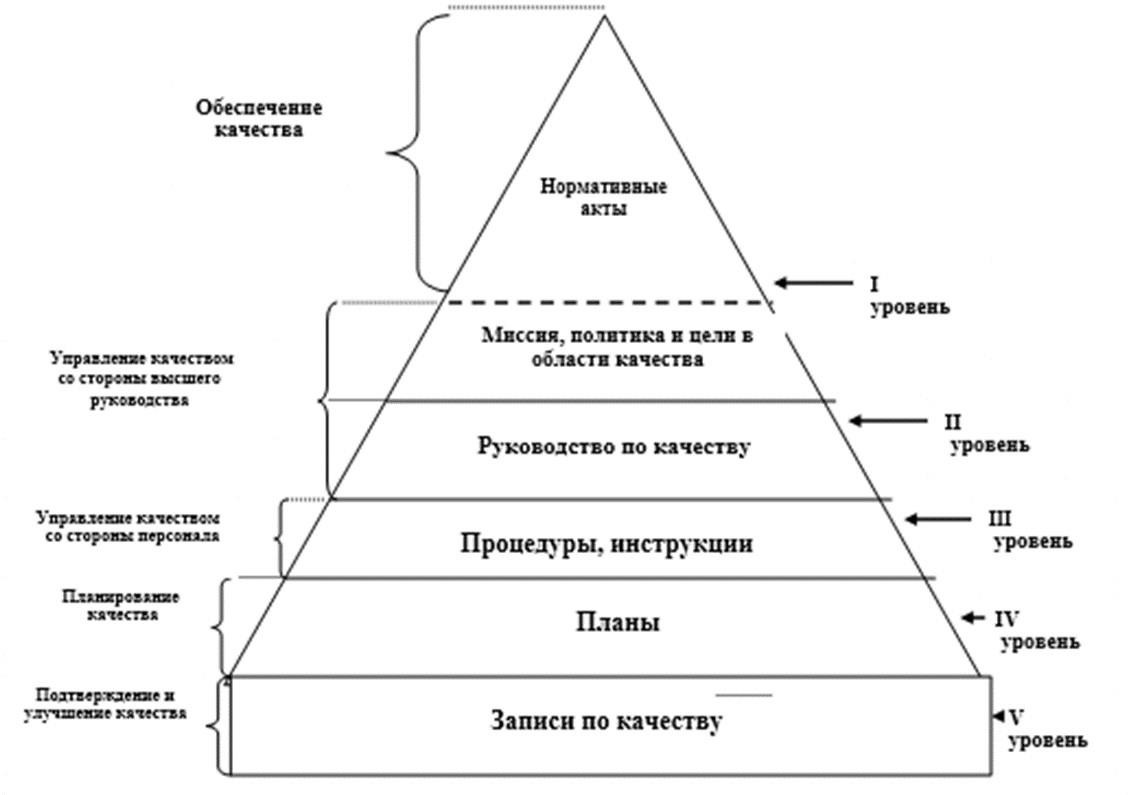 Обеспечение
качества
Нормативные
акты
I
уровень
Миссия, политика и цели в
области качества
Управление качеством
со стороны высшего
руководства
II
уровень
Руководство по качеству
Управление качеством
со стороны персонала
III
уровень
Процедуры, инструкции
Планирование
качества
IV
уровень
Планы
Подтверждение и
улучшение качества
V
уровень
Записи по качеству